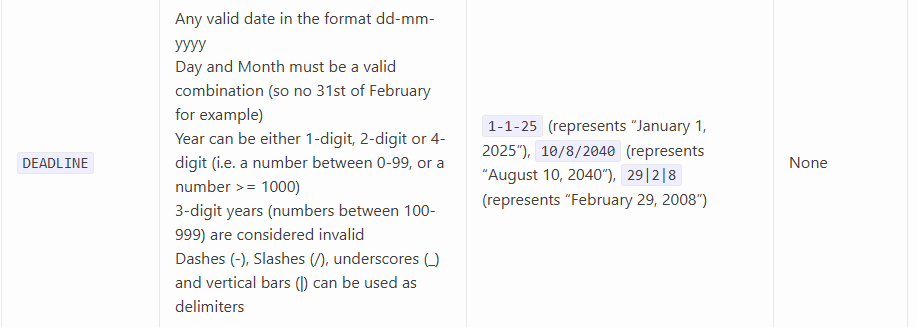 Any valid date in the format dd-mm-
yyyy
Day and Month must be a valid
combination (so no 31st of February
for example)
Year can be either 1-digit, 2-digit or 4-
digit (i.e. a number between 0-99, or a
number >= 1000)
3-digit years (numbers between 100-
999) are considered invalid
Dashes (-), Slashes (/), underscores (_)
and vertical bars (|) can be used as
delimiters
DEADLINE
1-1-25 (represents “January 1,
2025”), 10/8/2040 (represents
“August 10, 2040”), 29|2|8
(represents “February 29, 2008”)
None